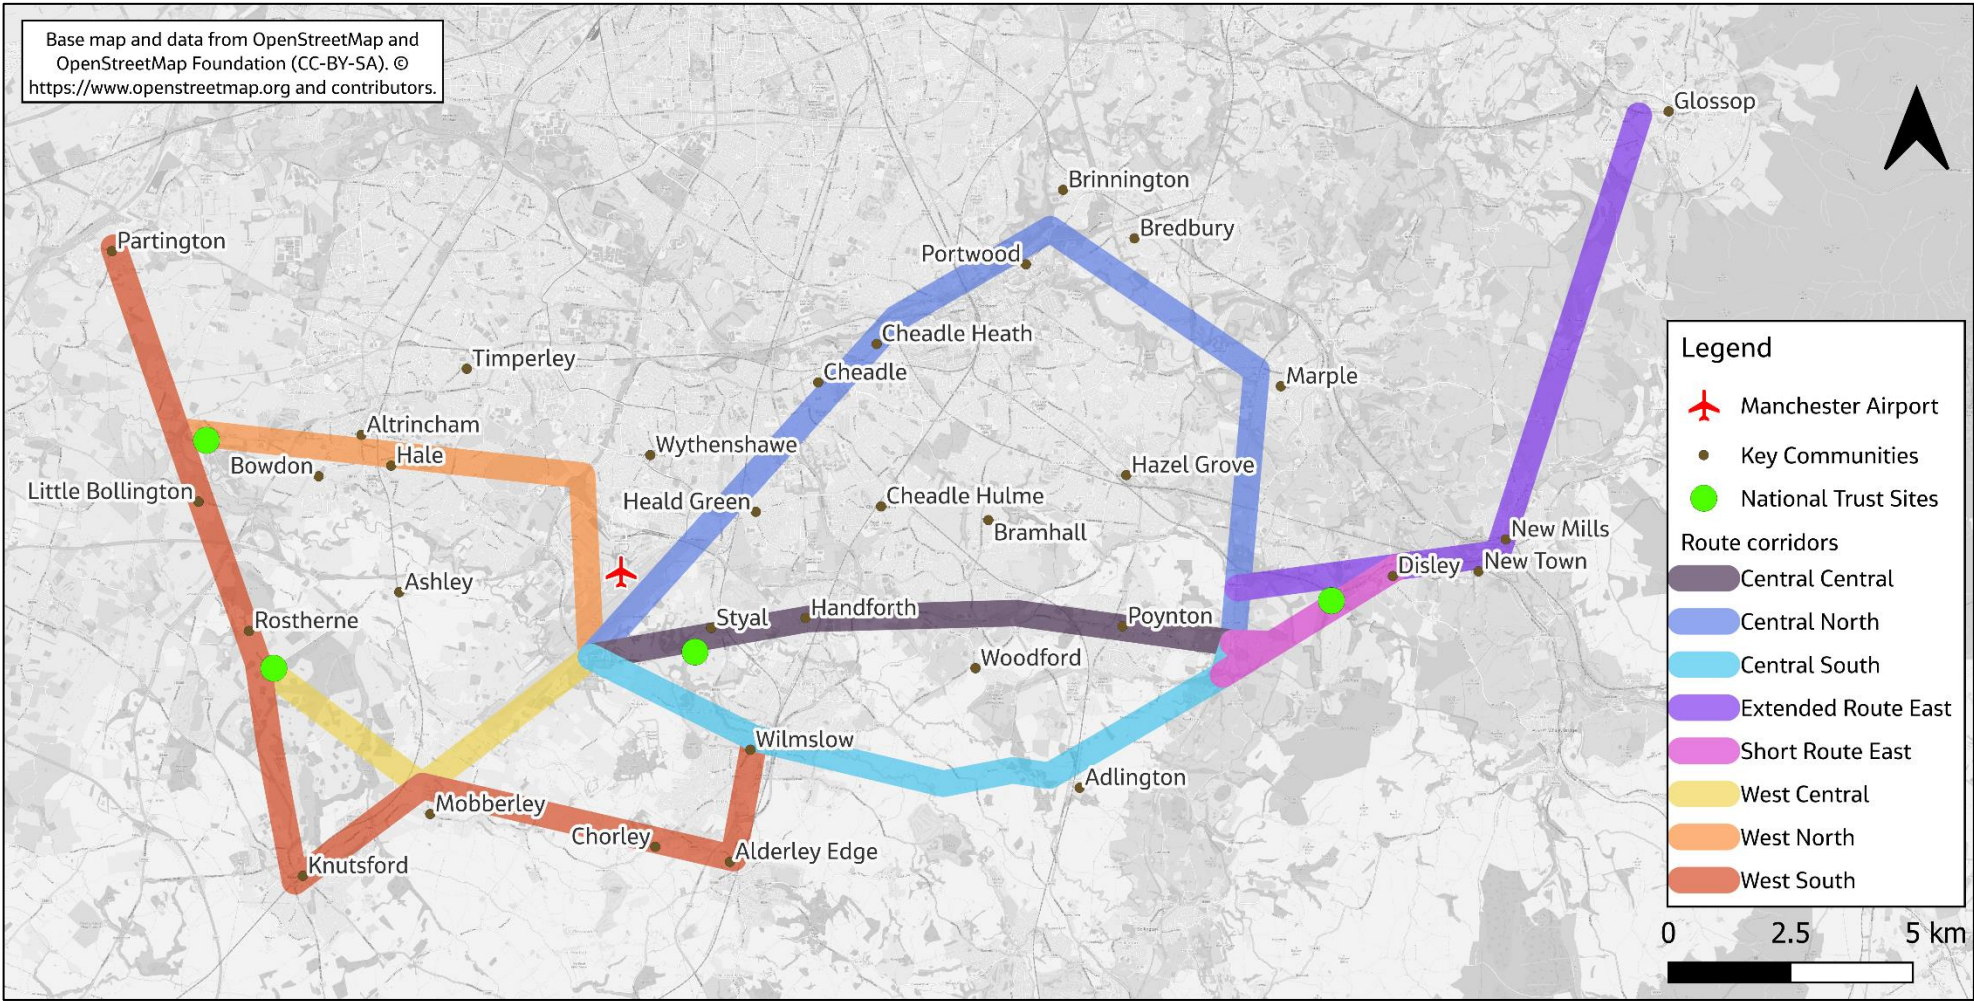 Base map and data from OpenStreetMap and
OpenStreetMap Foundation (CC-BY-SA). ©
https://www.openstreetmap.org and contributors.
Glossop
Brinnington
Bredbury
Partington
Portwood
Cheadle Heath
Timperley
Cheadle
Marple
Altrincham
Hale
Wythenshawe
Bowdon
Hazel Grove
Little Bollington
Heald Green
Cheadle Hulme
Bramhall
New Mills
Disley
New Town
Ashley
Rostherne
Styal
Handforth
Poynton
Woodford
Wilmslow
Adlington
Mobberley
Chorley
Alderley Edge
Knutsford
Legend
Manchester Airport
Key Communities
National Trust Sites
Route corridors
Central Central
Central North
Central South
Extended Route East
Short Route East
West Central
West North
West South
0 2.5 5 km